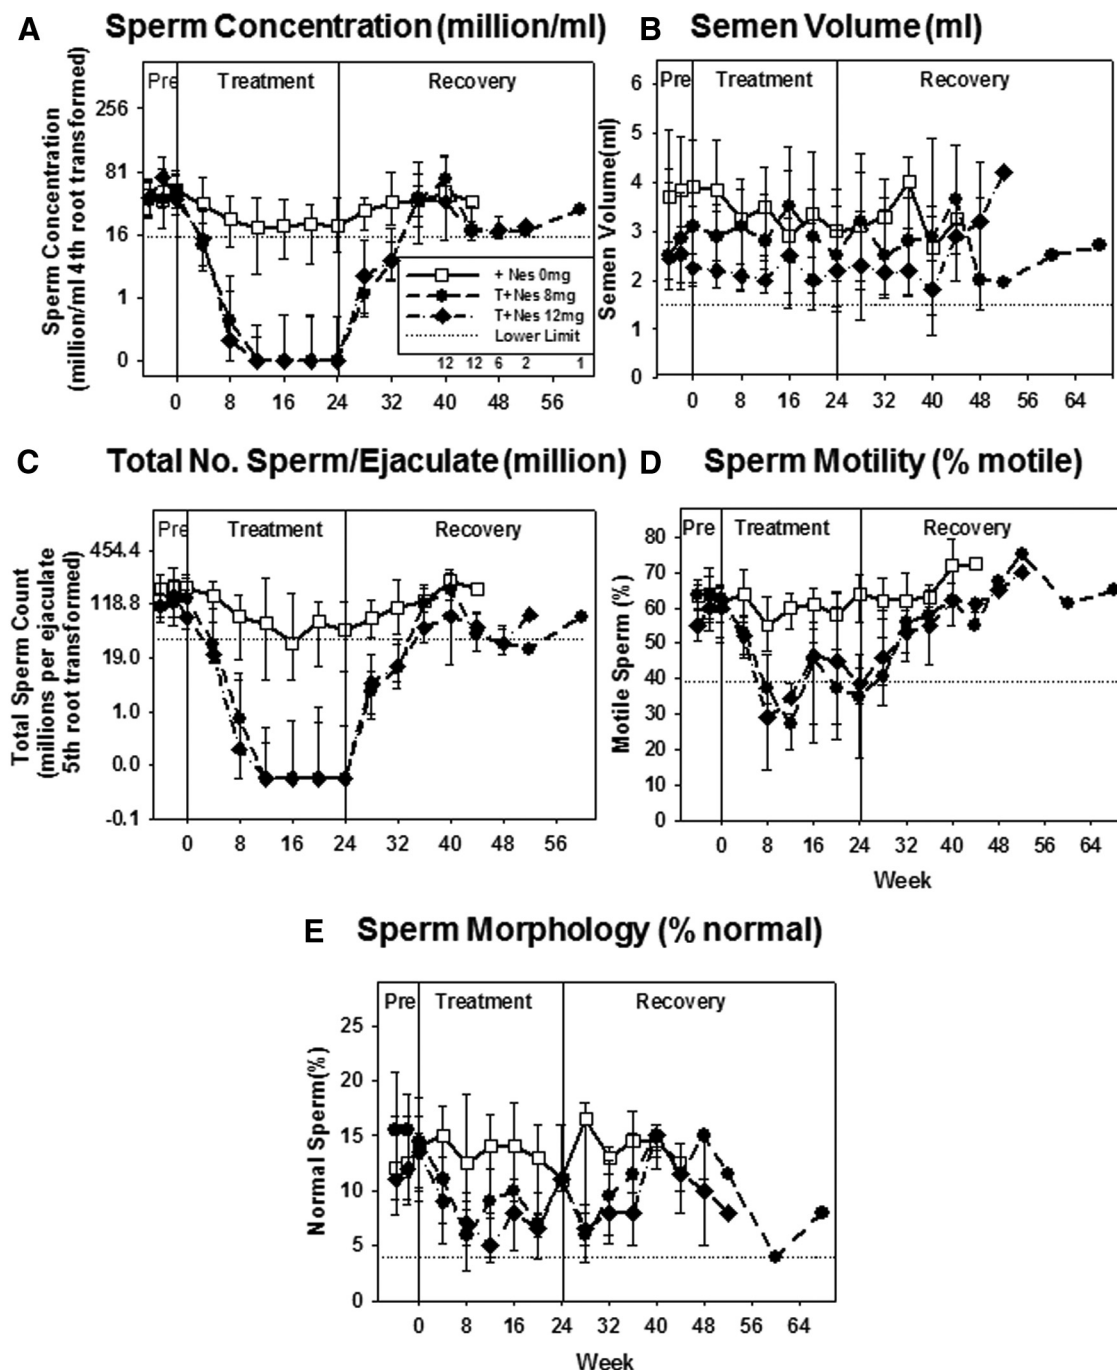 A Sperm Concentration (million/ml)
Sperm Concentration
(million/ml 4th root transformed)
Pre Treatment Recovery
256
81
16
1
0
+ Nes 0mg
T+Nes 8mg
T+Nes 12mg
Lower Limit
12 12 6 2 1
0 8 16 24 32 40 48 56
B Semen Volume (ml)
Semen Volume(ml)
Pre Treatment Recovery
6
5
4
3
2
1
0
0 8 16 24 32 40 48 56 64
C Total No. Sperm/Ejaculate (million)
Total Sperm Count
(millions per ejaculate
5th root transformed)
Pre Treatment Recovery
454.4
118.8
19.0
1.0
0.0
-0.1
0 8 16 24 32 40 48 56
D Sperm Motility (% motile)
Motile Sperm (%)
Pre Treatment Recovery
80
70
60
50
40
30
20
10
0
0 8 16 24 32 40 48 56 64
Week
E Sperm Morphology (% normal)
Normal Sperm(%)
Pre Treatment Recovery
25
20
15
10
5
0
0 8 16 24 32 40 48 56 64
Week